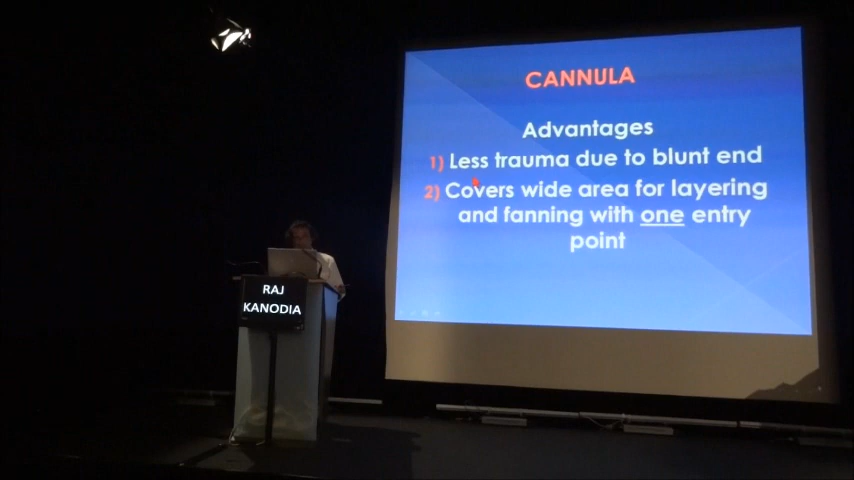 CANNULA
Advantages
1) Less trauma due to blunt end
2) Covers wide area for layering
and fanning with one entry
point
RAJ
KANODIA